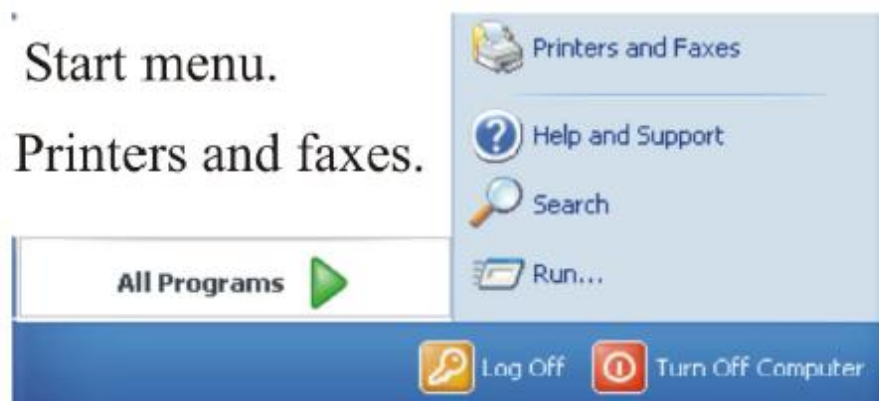 Start menu.
Printers and faxes.
All Programs
Printers and Faxes
Help and Support
Search
Run...
Log Off
Turn Off Computer